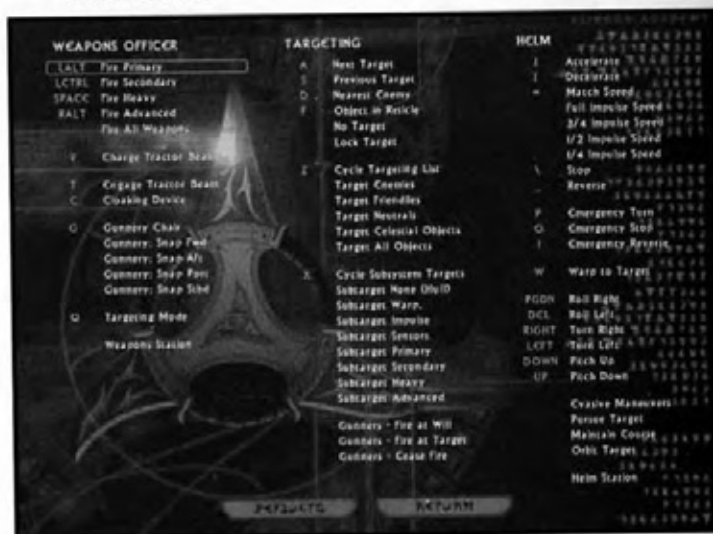 WEAPONS OFFICER
LALT Fire Primary
LCTRL Fire Secondary
SPACE Fire Heavy
RALT Fire Advanced
Fire All Weapons
Charge Tractor Beam
T Engage Tractor Beam
C Cloaking Device
G Gunnery Chair
Gunnery: Snap Fwd
Gunnery: Snap Aft
Gunnery: Snap Port
Gunnery: Snap Stbd
Q Targeting Mode
Weapons Station
TARGETING
A Next Target
S Previous Target
D Nearest Enemy
F Object in Reticle
No Target
Lock Target
Z Cycle Targeting List
Target Enemies
Target Friendlies
Target Neutrals
Target Celestial Objects
Target All Objects
X Cycle Subsystem Targets
Subtarget None (Hull)
Subtarget Warp
Subtarget Impulse
Subtarget Sensors
Subtarget Primary
Subtarget Secondary
Subtarget Heavy
Subtarget Advanced
Gunners - Fire at Will
Gunners - Fire at Target
Gunners - Cease Fire
HELM
] Accelerate
[ Decelerate
= Match Speed
Full Impulse Speed
3/4 Impulse Speed
1/2 Impulse Speed
1/4 Impulse Speed
\ Stop
Reverse
P Emergency Turn
O Emergency Stop
I Emergency Reverse
W Warp to Target
PGDN Roll Right
DEL Roll Left
RIGHT Turn Right
LEFT Turn Left
DOWN Pitch Up
UP Pitch Down
Evasive Maneuvers
Pursue Target
Maintain Course
Orbit Target
Helm Station
DEFAULTS
RETURN